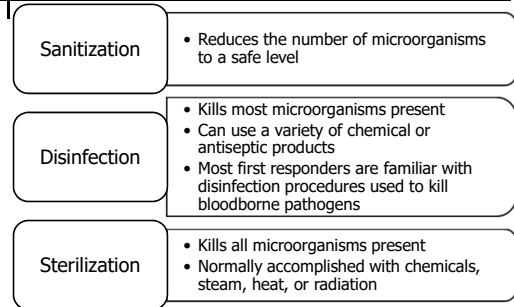 Sanitization
• Reduces the number of microorganisms
to a safe level
Disinfection
• Kills most microorganisms present
• Can use a variety of chemical or
antiseptic products
• Most first responders are familiar with
disinfection procedures used to kill
bloodborne pathogens
Sterilization
• Kills all microorganisms present
• Normally accomplished with chemicals,
steam, heat, or radiation